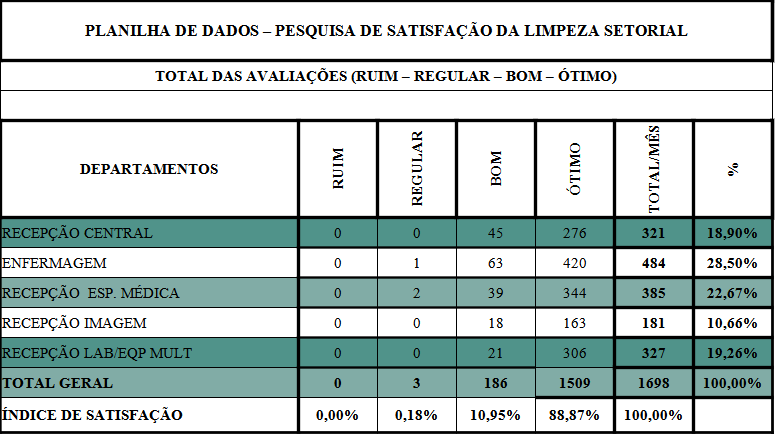 PLANILHA DE DADOS – PESQUISA DE SATISFAÇÃO DA LIMPEZA SETORIAL
TOTAL DAS AVALIAÇÕES (RUIM – REGULAR – BOM – ÓTIMO)
DEPARTAMENTOS RUIM REGULAR BOM ÓTIMO TOTAL/MÊS %
RECEPÇÃO CENTRAL 0 0 45 276 321 18,90%
ENFERMAGEM 0 1 63 420 484 28,50%
RECEPÇÃO ESP. MÉDICA 0 2 39 344 385 22,67%
RECEPÇÃO IMAGEM 0 0 18 163 181 10,66%
RECEPÇÃO LAB/EQP MULT 0 0 21 306 327 19,26%
TOTAL GERAL 0 3 186 1509 1698 100,00%
ÍNDICE DE SATISFAÇÃO 0,00% 0,18% 10,95% 88,87% 100,00%